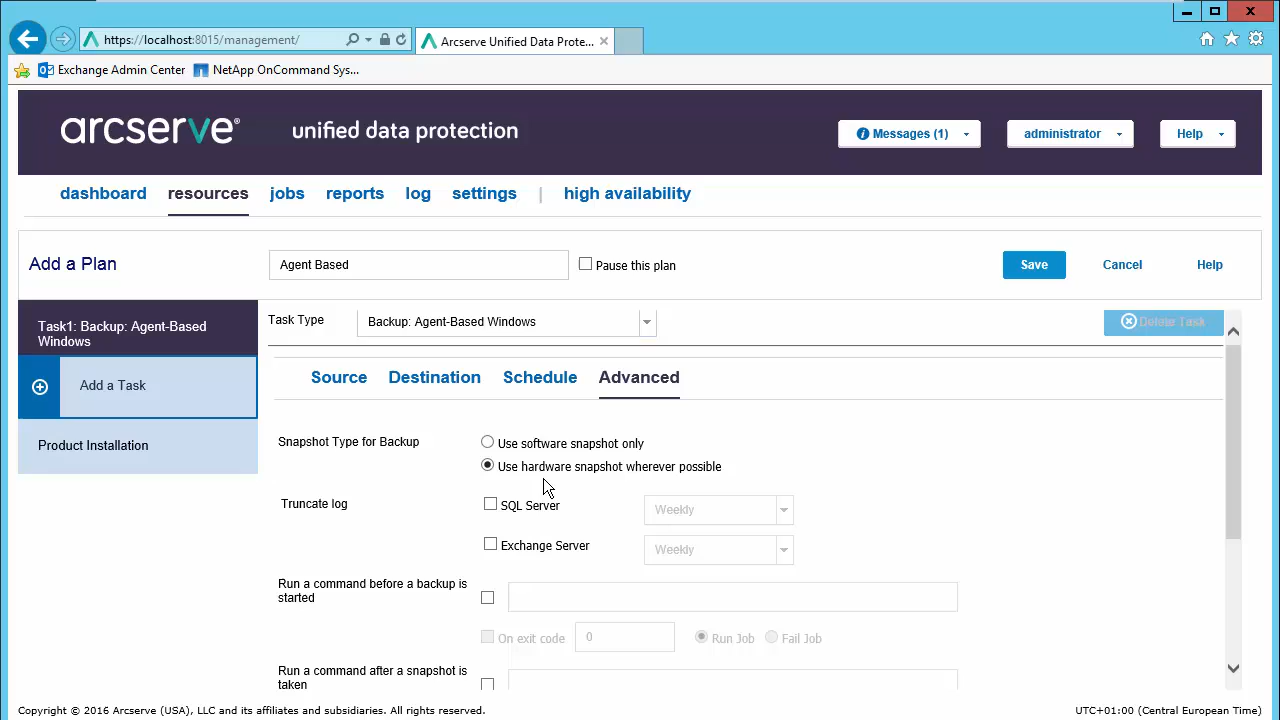 https://localhost:8015/management/
Arcserve Unified Data Prote...
Exchange Admin Center
NetApp OnCommand Sys...
arcserve®
unified data protection
Messages (1)
administrator
Help
dashboard
resources
jobs
reports
log
settings
|
high availability
Add a Plan
Agent Based
Pause this plan
Save
Cancel
Help
Task1: Backup: Agent-Based
Windows
Add a Task
Product Installation
Task Type
Backup: Agent-Based Windows
Delete Task
Source
Destination
Schedule
Advanced
Snapshot Type for Backup
Use software snapshot only
Use hardware snapshot wherever possible
Truncate log
SQL Server
Weekly
Exchange Server
Weekly
Run a command before a backup is
started
On exit code
0
Run Job
Fail Job
Run a command after a snapshot is
taken
Copyright © 2016 Arcserve (USA), LLC and its affiliates and subsidiaries. All rights reserved.
UTC+01:00 (Central European Time)